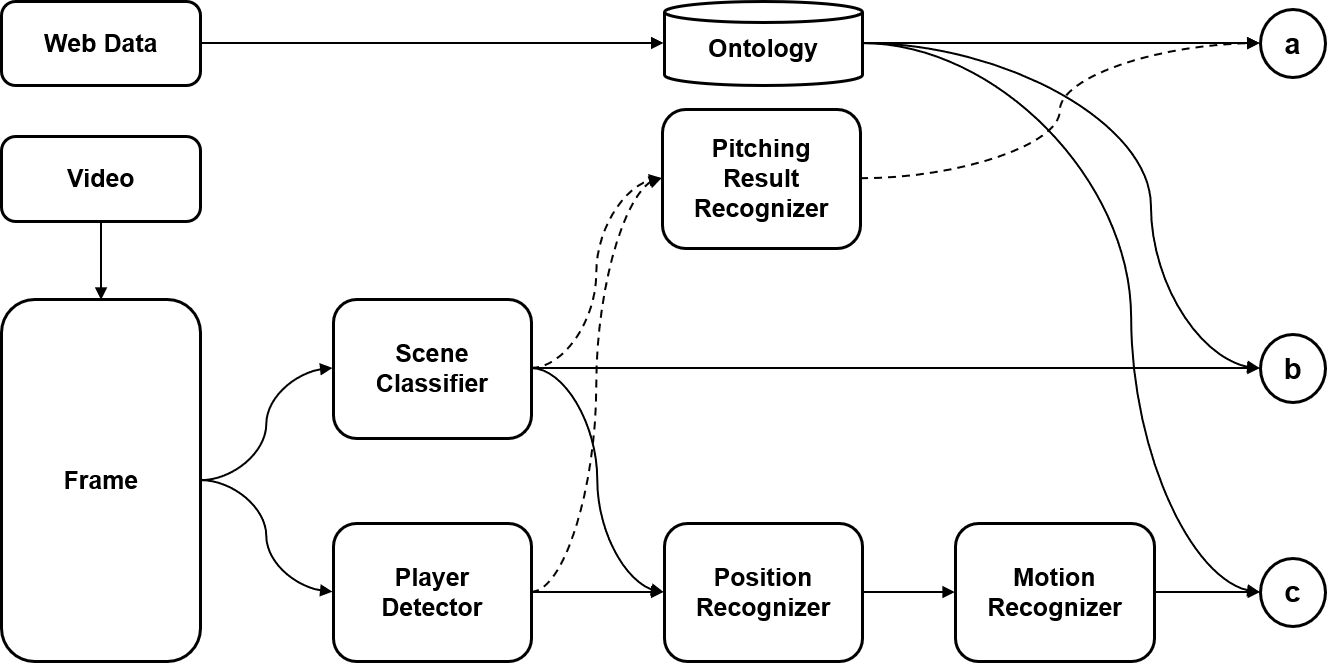 Web Data
Ontology
a
Video
Pitching
Result
Recognizer
Scene
Classifier
b
Frame
Player
Detector
Position
Recognizer
Motion
Recognizer
c